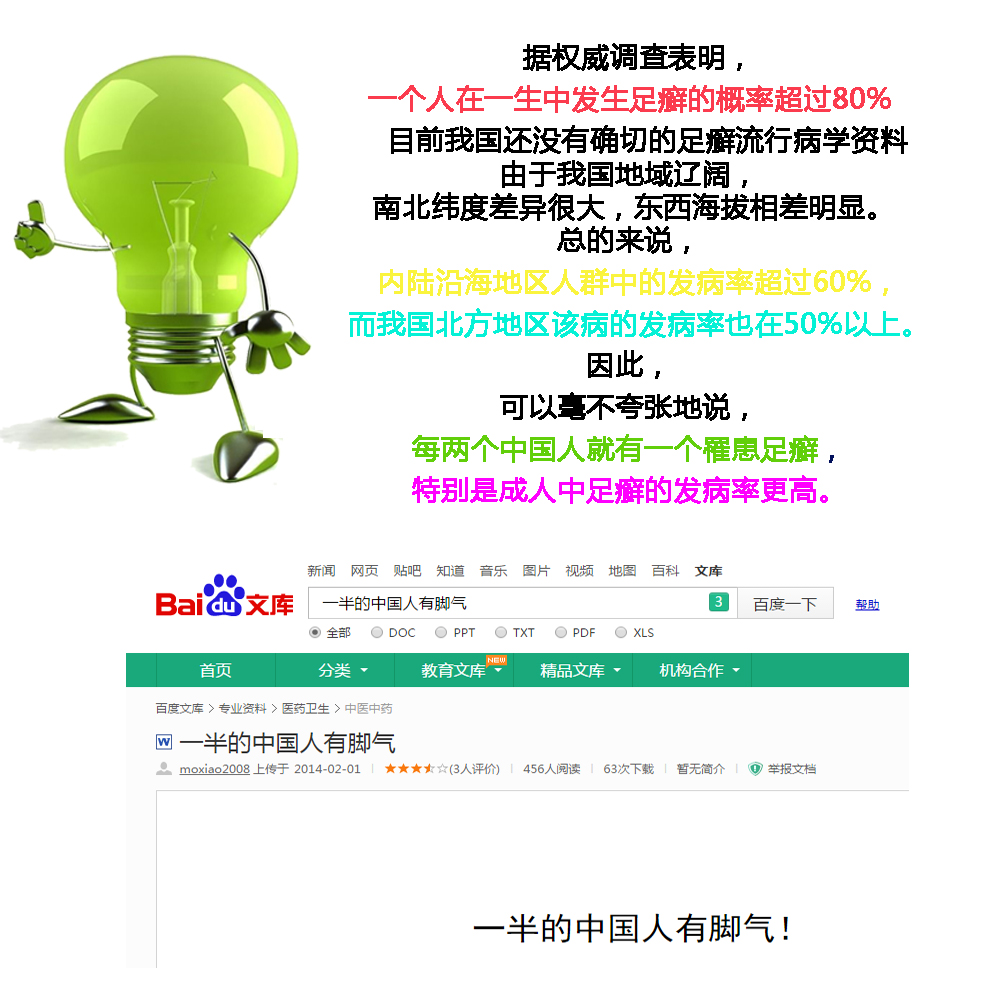 据权威调查表明，
一个人在一生中发生足癣的概率超过80%
目前我国还没有确切的足癣流行病学资料
由于我国地域辽阔，
南北纬度差异很大，东西海拔相差明显。
总的来说，
内陆沿海地区人群中的发病率超过60%，
而我国北方地区该病的发病率也在50%以上。
因此，
可以毫不夸张地说，
每两个中国人就有一个罹患足癣，
特别是成人中足癣的发病率更高。
新闻 网页 贴吧 知道 音乐 图片 视频 地图 百科 文库
Bai du 文库 一半的中国人有脚气 3 百度一下 帮助
全部 DOC PPT TXT PDF XLS
首页 分类 教育文库 NEW 精品文库 机构合作
百度文库 > 专业资料 > 医药卫生 > 中医中药
W 一半的中国人有脚气
moxiao2008 上传于 2014-02-01 | ★★★★☆(3人评价) | 456人阅读 | 63次下载 | 暂无简介 | 举报文档
一半的中国人有脚气！